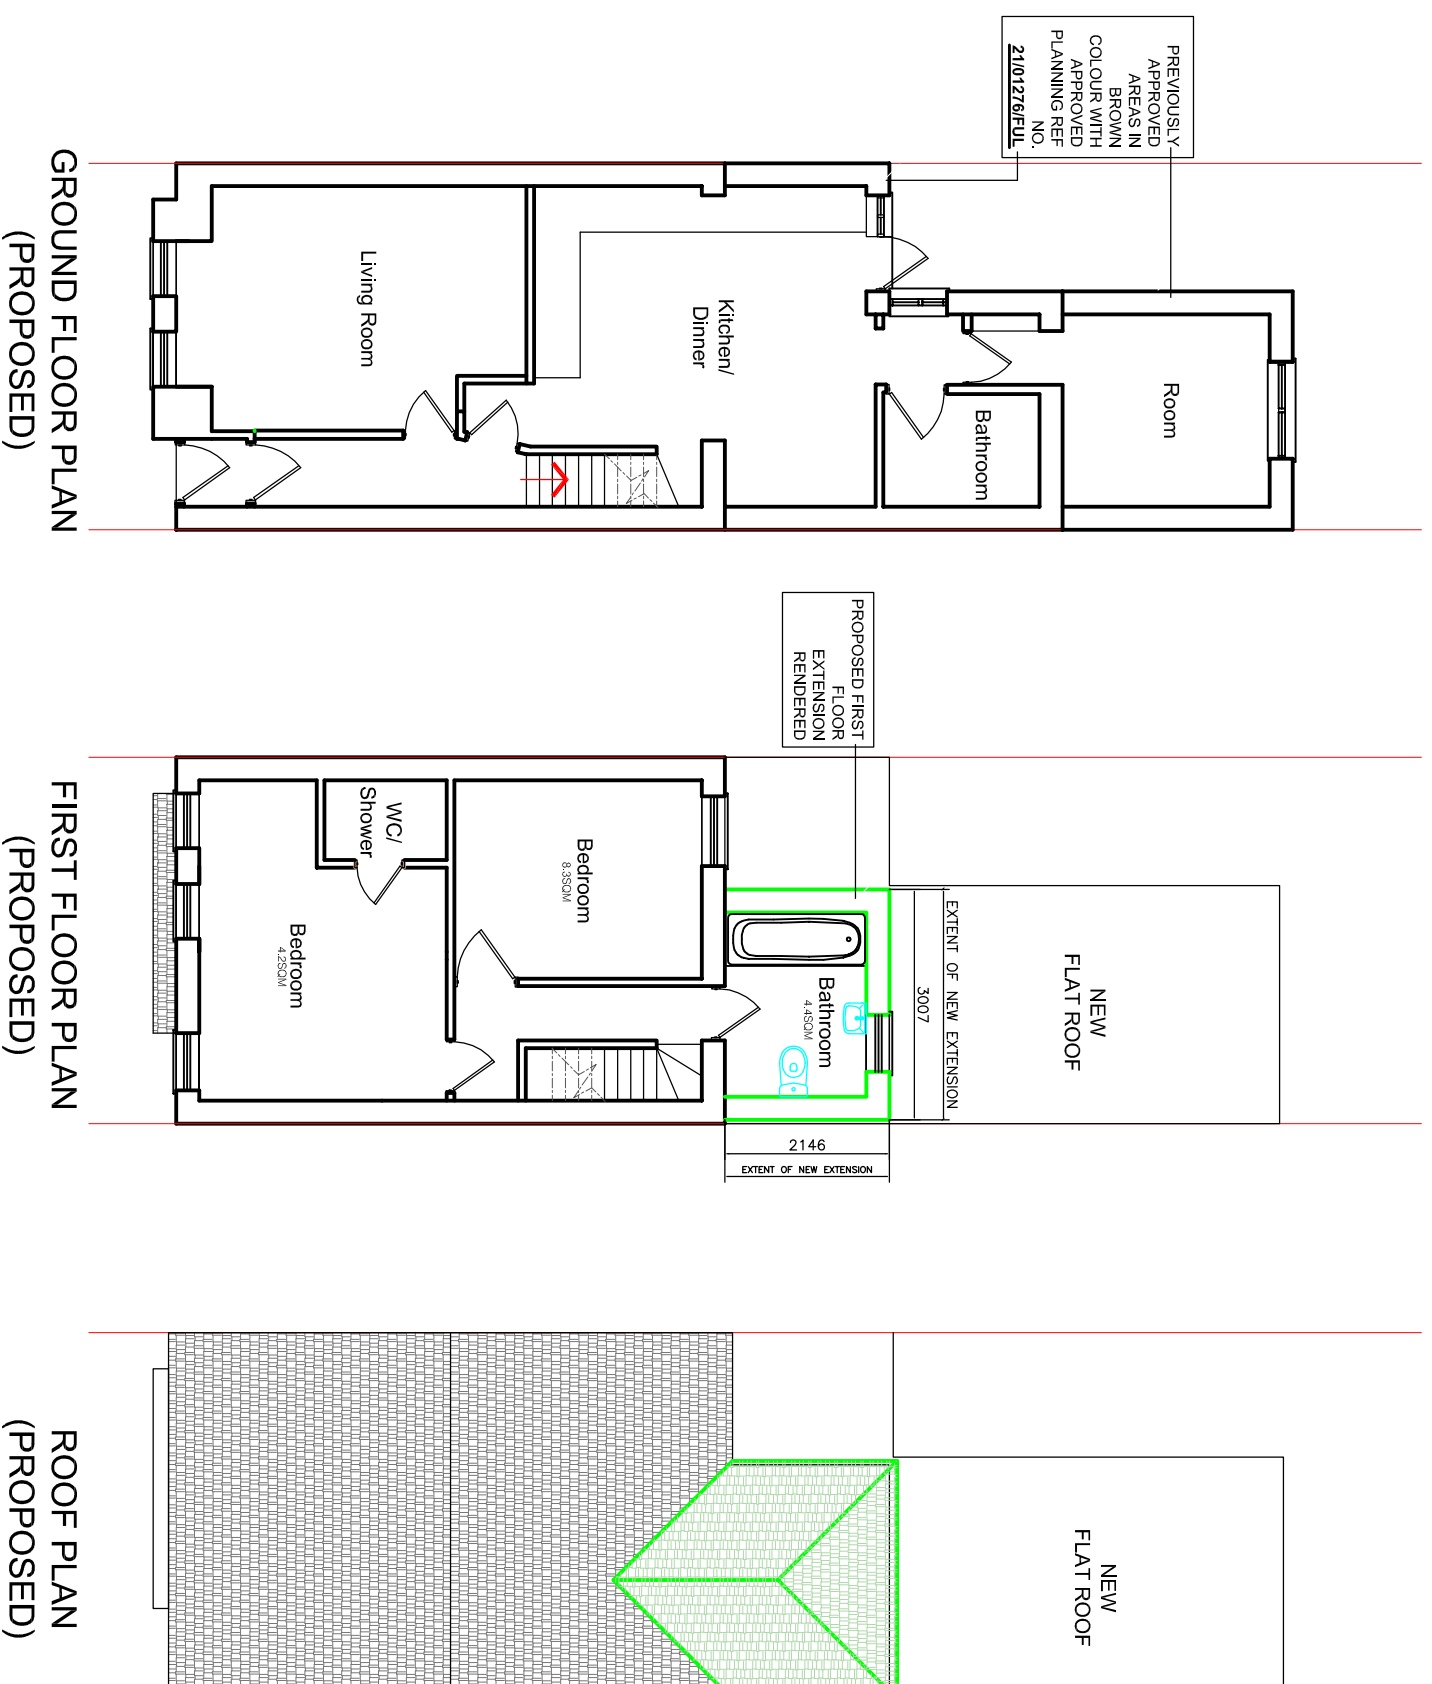 PREVIOUSLY
APPROVED
AREAS IN
BROWN
COLOUR WITH
APPROVED
PLANNING REF
NO.
21/01276/FUL
Room
Bathroom
Kitchen/
Dinner
Living Room
GROUND FLOOR PLAN
(PROPOSED)
PROPOSED FIRST
FLOOR
EXTENSION
RENDERED
NEW
FLAT ROOF
EXTENT OF NEW EXTENSION
3007
Bathroom
4.4SQM
2146
EXTENT OF NEW EXTENSION
Bedroom
8.3SQM
WC/
Shower
Bedroom
4.2SQM
FIRST FLOOR PLAN
(PROPOSED)
NEW
FLAT ROOF
ROOF PLAN
(PROPOSED)